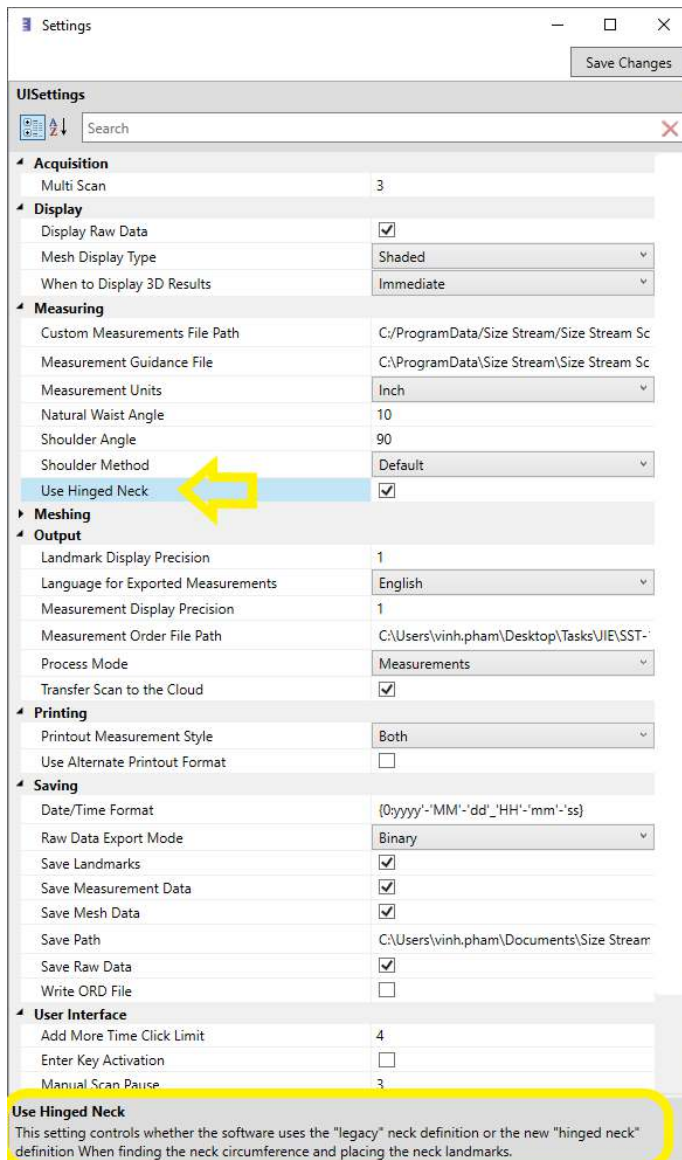 Settings
Save Changes
UISettings
Search
Acquisition
Multi Scan 3
Display
Display Raw Data
Mesh Display Type Shaded
When to Display 3D Results Immediate
Measuring
Custom Measurements File Path C:/ProgramData/Size Stream/Size Stream Sc
Measurement Guidance File C:\ProgramData\Size Stream\Size Stream Sc
Measurement Units Inch
Natural Waist Angle 10
Shoulder Angle 90
Shoulder Method Default
Use Hinged Neck
Meshing
Output
Landmark Display Precision 1
Language for Exported Measurements English
Measurement Display Precision 1
Measurement Order File Path C:\Users\vinh.pham\Desktop\Tasks\JIE\SST-
Process Mode Measurements
Transfer Scan to the Cloud
Printing
Printout Measurement Style Both
Use Alternate Printout Format
Saving
Date/Time Format {0:yyyy'-'MM'-'dd'_'HH'-'mm'-'ss}
Raw Data Export Mode Binary
Save Landmarks
Save Measurement Data
Save Mesh Data
Save Path C:\Users\vinh.pham\Documents\Size Stream
Save Raw Data
Write ORD File
User Interface
Add More Time Click Limit 4
Enter Key Activation
Manual Scan Pause 3
Use Hinged Neck
This setting controls whether the software uses the "legacy" neck definition or the new "hinged neck"
definition When finding the neck circumference and placing the neck landmarks.